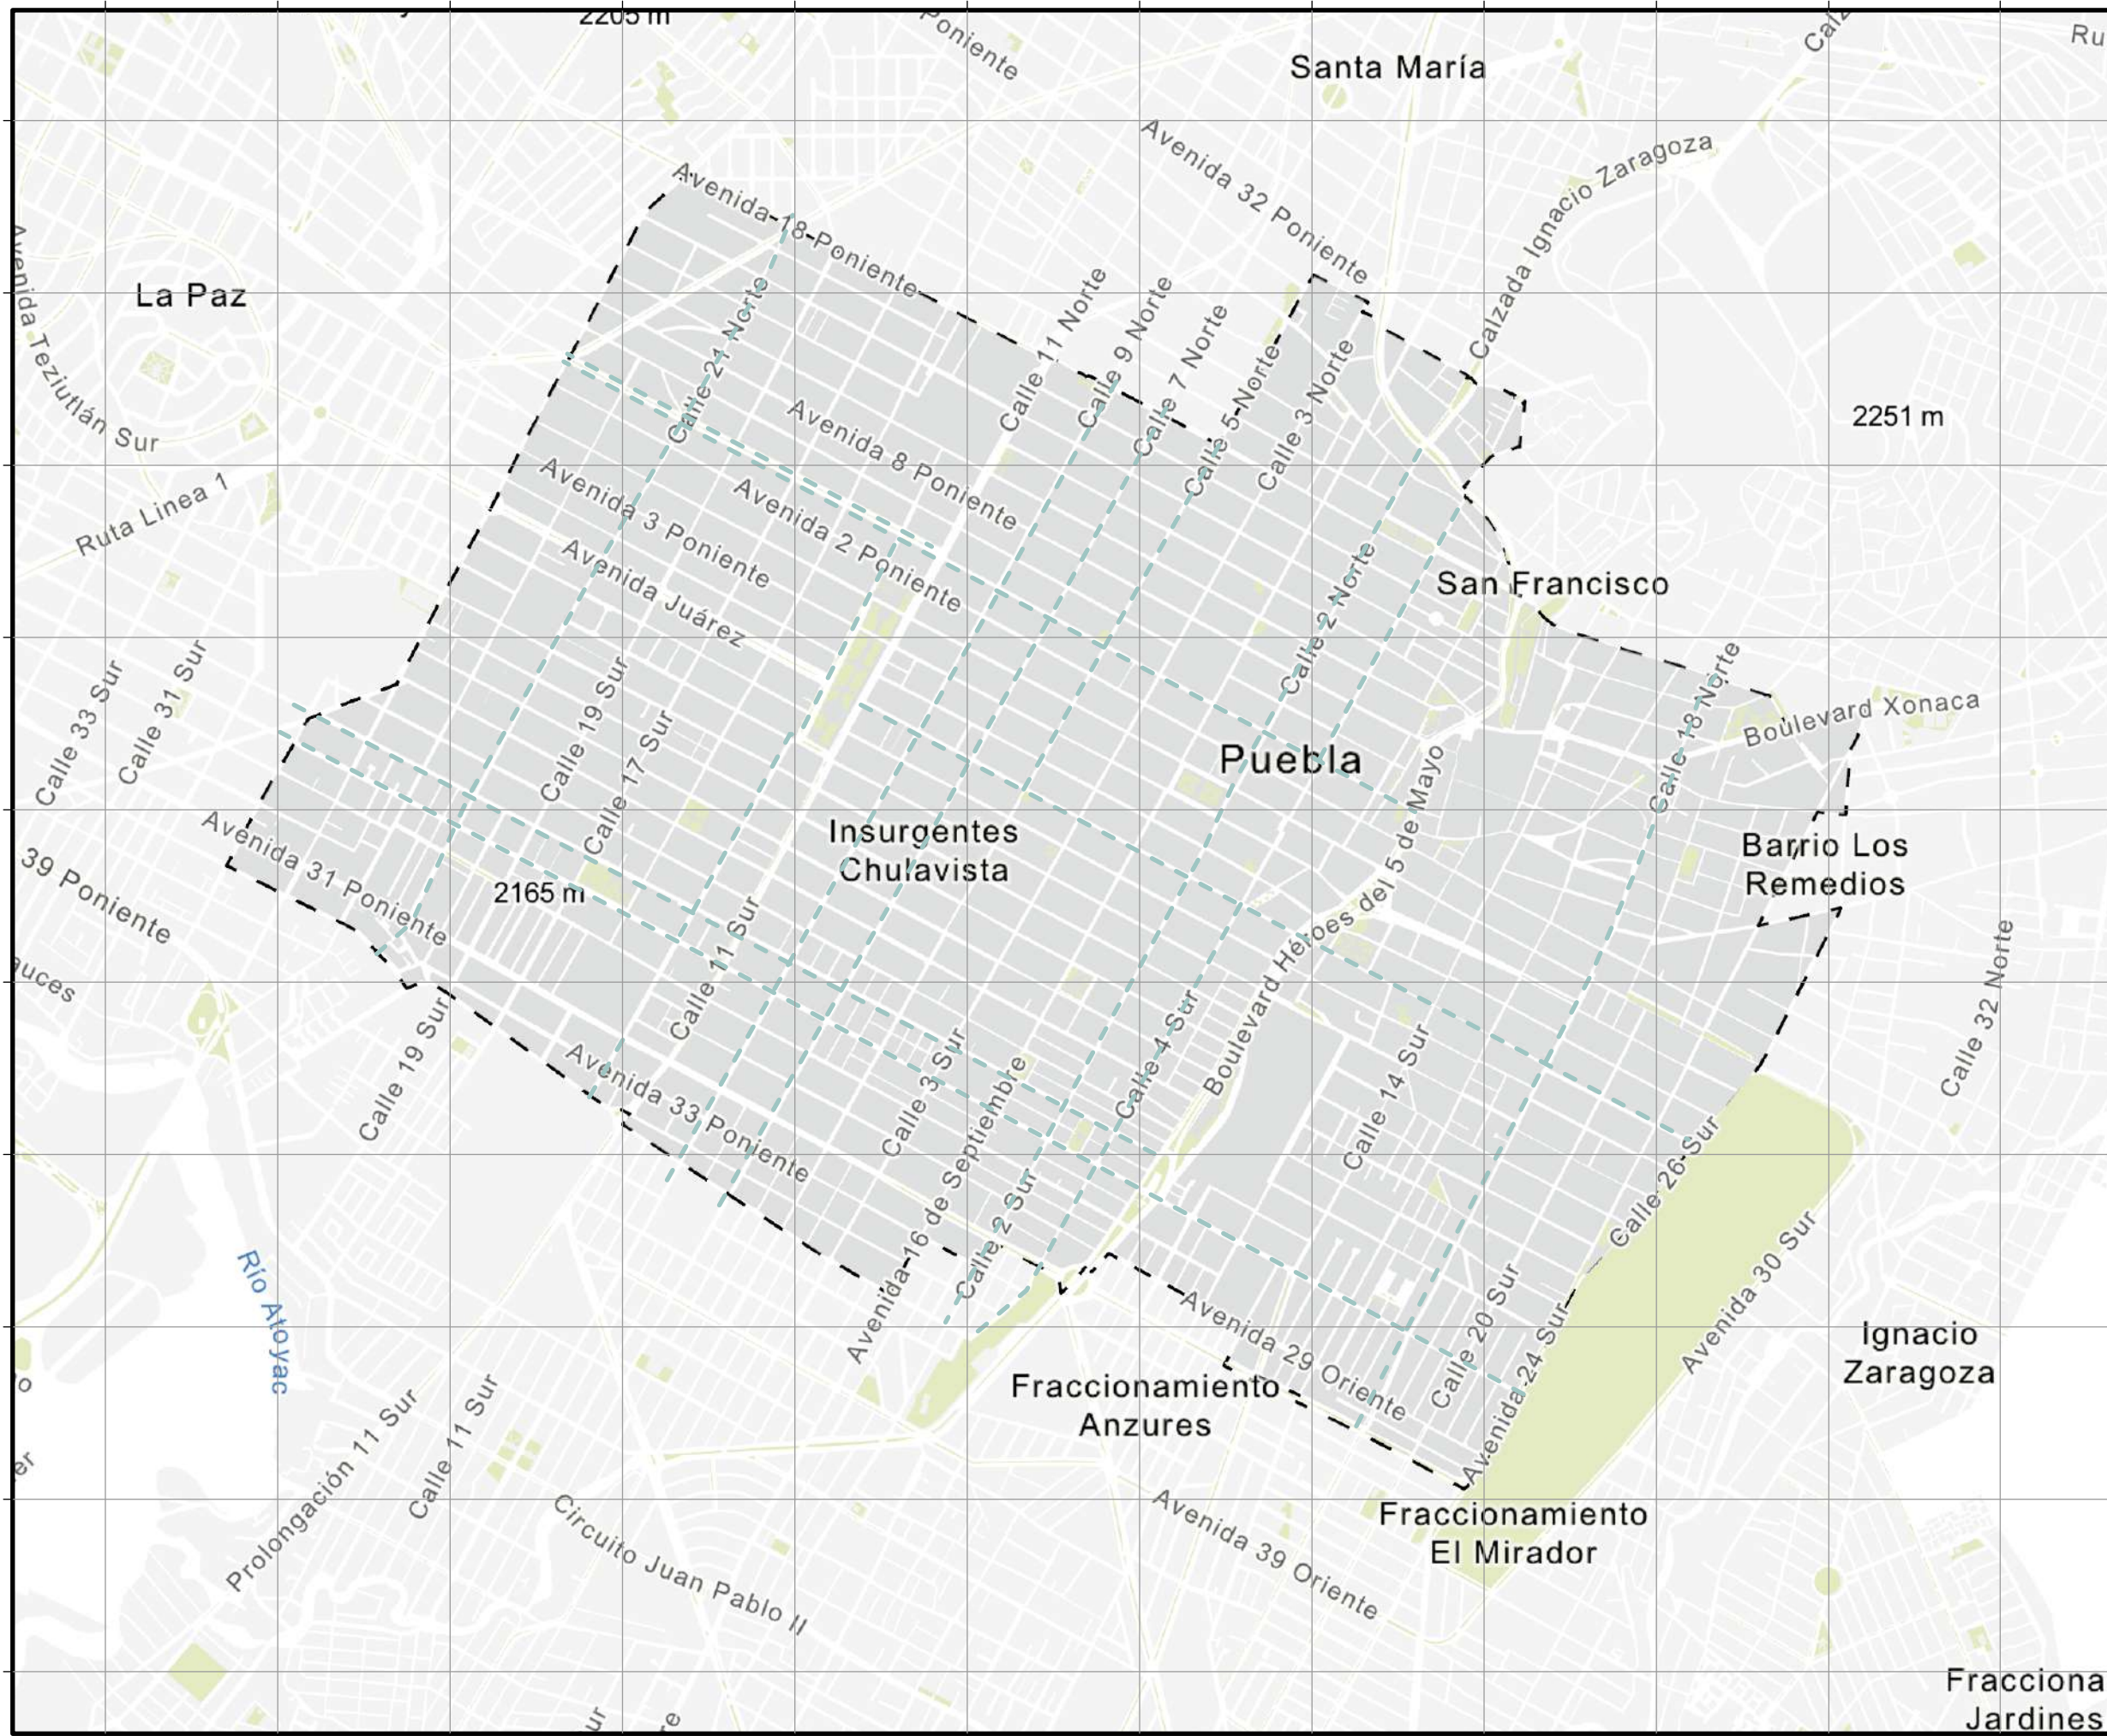 2205 m
Poniente
Santa María
Calz
Ru
Avenida 32 Poniente
Calzada Ignacio Zaragoza
Avenida 18 Poniente
La Paz
Avenida Teziutlán Sur
Calle 21 Norte
Calle 11 Norte
Calle 9 Norte
Calle 7 Norte
Calle 5 Norte
Calle 3 Norte
2251 m
Avenida 8 Poniente
Ruta Linea 1
Avenida 3 Poniente
Avenida 2 Poniente
Avenida Juárez
Calle 2 Norte
San Francisco
Calle 33 Sur
Calle 31 Sur
Calle 19 Sur
Calle 17 Sur
Calle 18 Norte
Boulevard Xonaca
Puebla
Insurgentes
Chulavista
Barrio Los
Remedios
Avenida 31 Poniente
39 Poniente
2165 m
Boulevard Héroes del 5 de Mayo
Calle 11 Sur
auces
Calle 19 Sur
Calle 32 Norte
Calle 4 Sur
Calle 3 Sur
Calle 14 Sur
Avenida 33 Poniente
Avenida 16 de Septiembre
Calle 2 Sur
Calle 26 Sur
Avenida 30 Sur
Río Atoyac
Calle 20 Sur
Avenida 24 Sur
Avenida 29 Oriente
Ignacio
Zaragoza
Fraccionamiento
Anzures
Prolongación 11 Sur
Calle 11 Sur
Circuito Juan Pablo II
Avenida 39 Oriente
Fraccionamiento
El Mirador
Fracciona
Jardines
ur
re